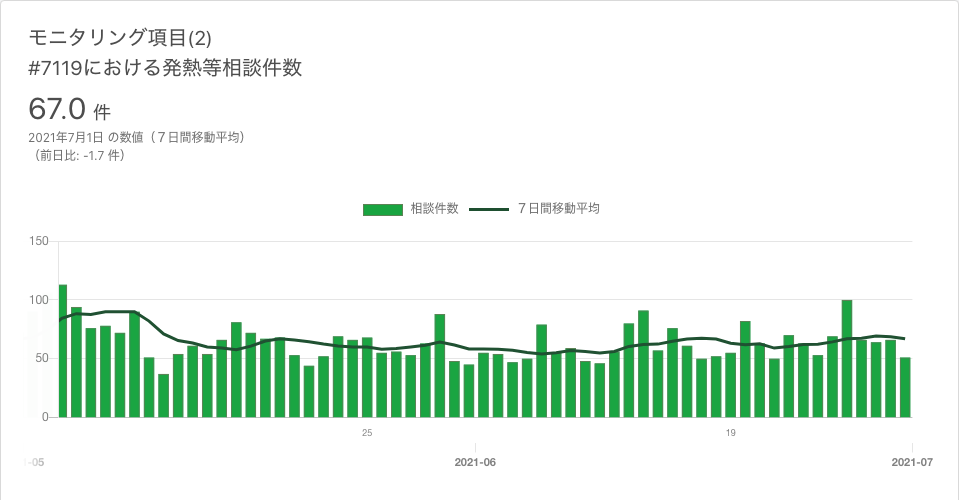 モニタリング項目(2)
#7119における発熱等相談件数
67.0 件
2021年7月1日 の数値（７日間移動平均）
（前日比: -1.7 件）
相談件数 ７日間移動平均
150
100
50
0
25 19
-05 2021-06 2021-07